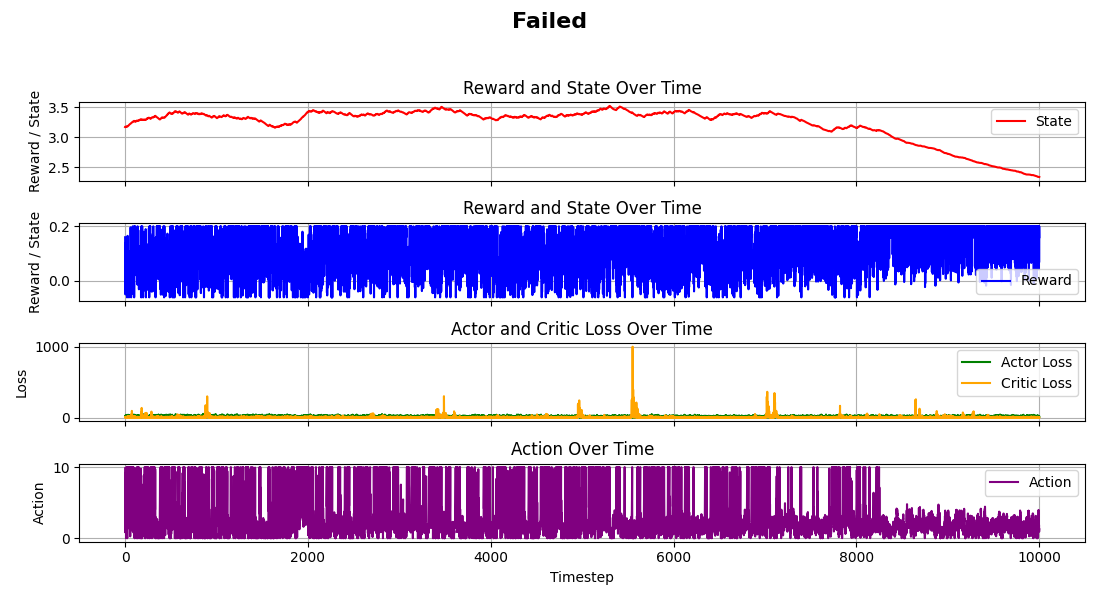 Failed
Reward and State Over Time
Reward / State
3.5
3.0
2.5
State
Reward and State Over Time
Reward / State
0.2
0.0
Reward
Actor and Critic Loss Over Time
Loss
1000
0
Actor Loss
Critic Loss
Action Over Time
Action
10
0
Action
0 2000 4000 6000 8000 10000
Timestep